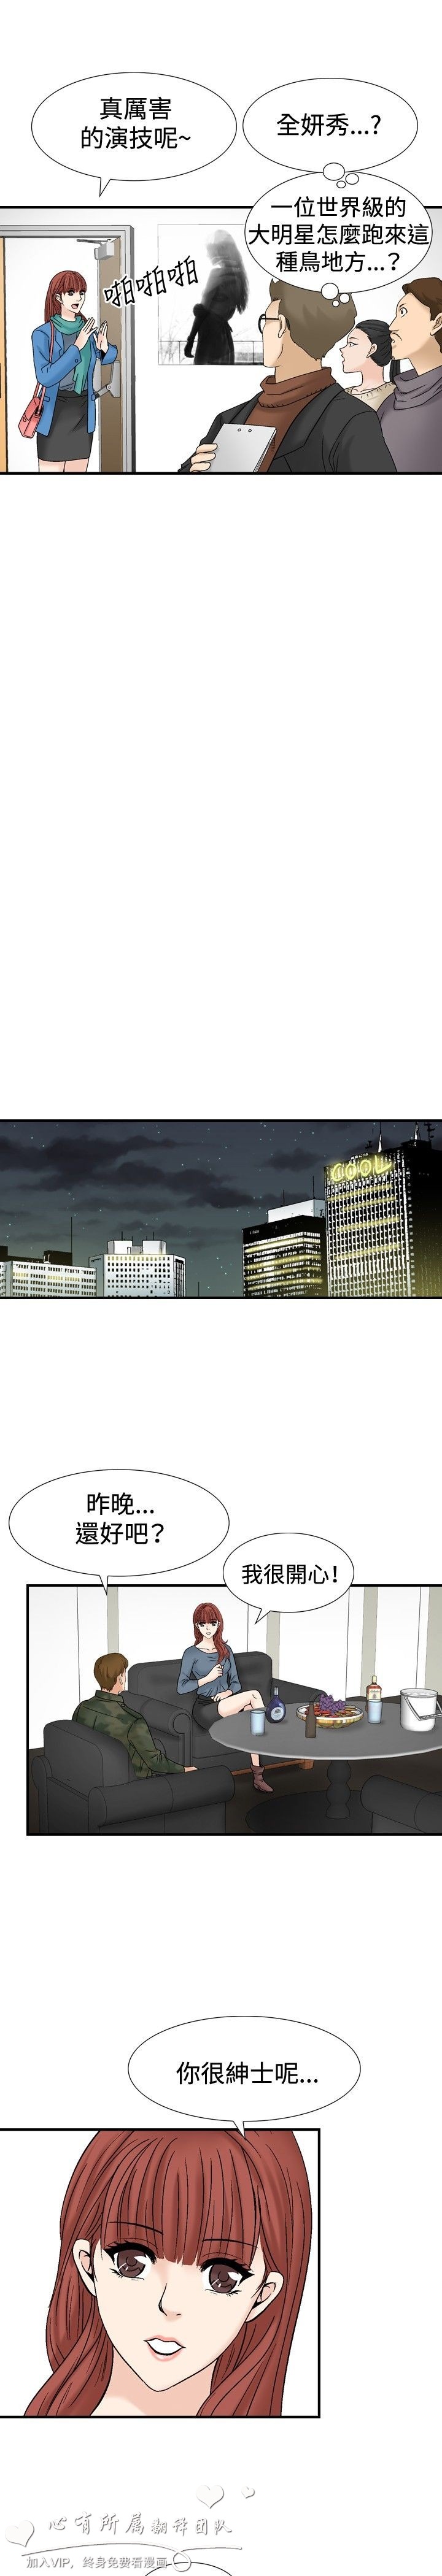 真厲害
的演技呢~
全妍秀...?
一位世界級的
大明星怎麼跑來這
種鳥地方...？
啪啪啪
COOL
昨晚...
還好吧？
我很開心！
你很紳士呢...
心有所属翻译团队
加入VIP，终身免费看漫画